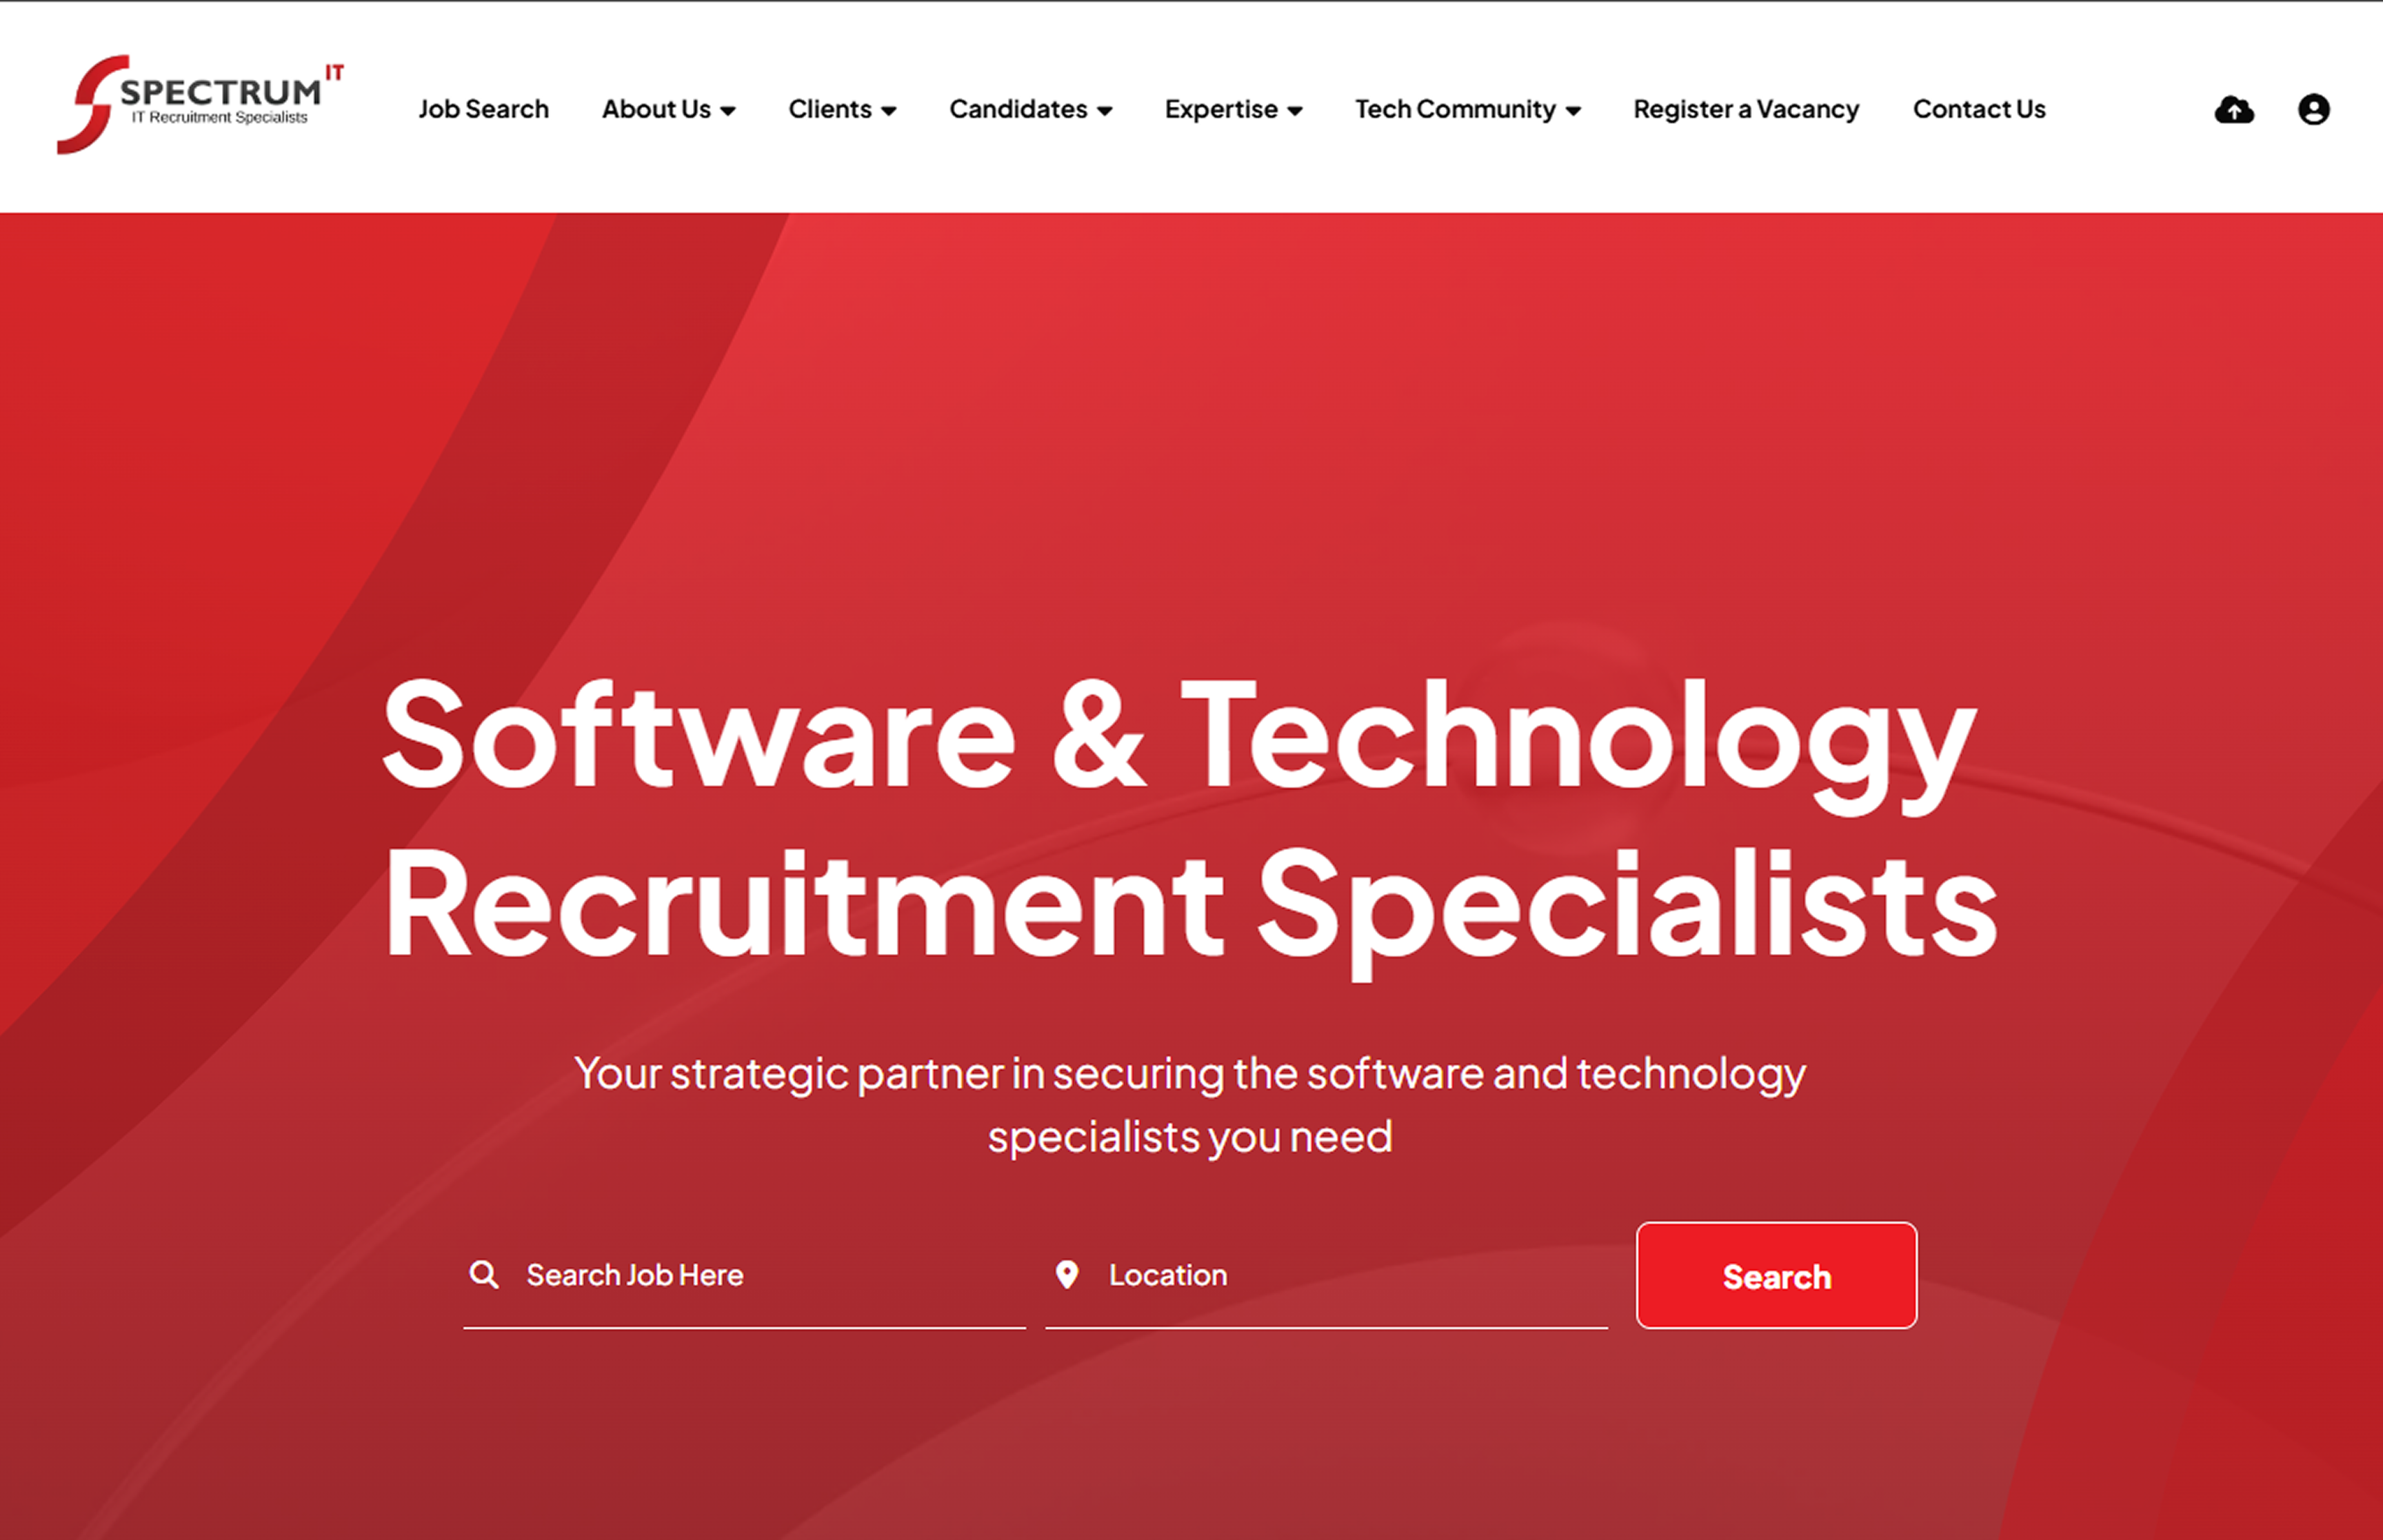 SPECTRUM IT
IT Recruitment Specialists
Job Search
About Us
Clients
Candidates
Expertise
Tech Community
Register a Vacancy
Contact Us
Software & Technology
Recruitment Specialists
Your strategic partner in securing the software and technology
specialists you need
Search Job Here
Location
Search